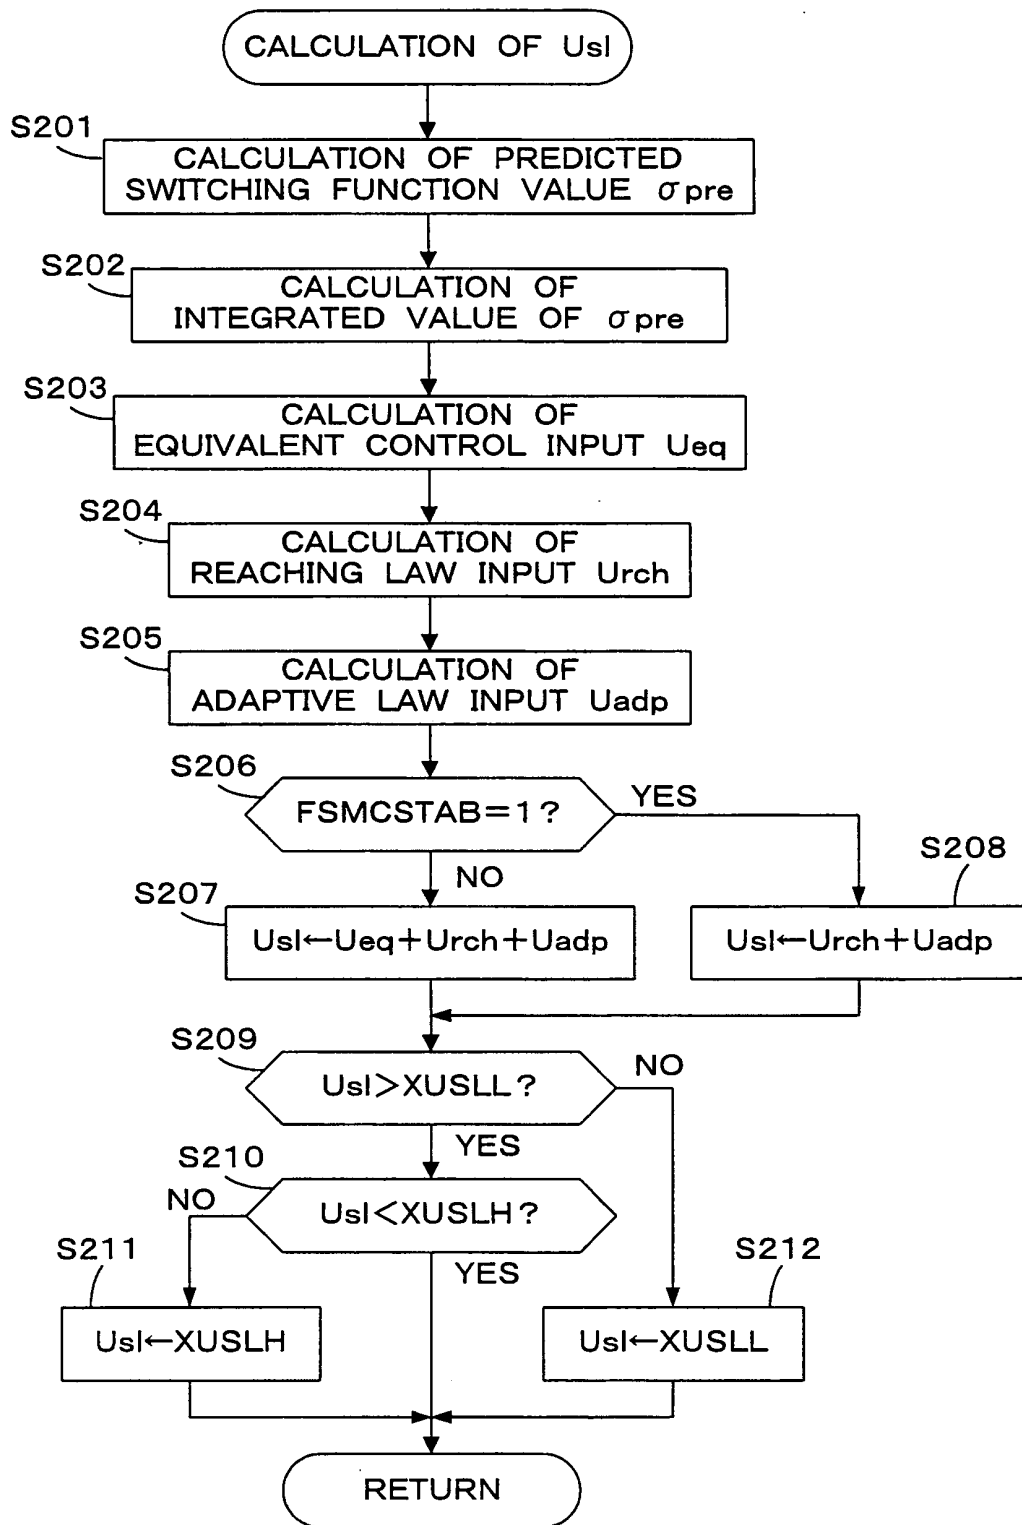 CALCULATION OF Usl
S201
CALCULATION OF PREDICTED
SWITCHING FUNCTION VALUE σpre
S202
CALCULATION OF
INTEGRATED VALUE OF σpre
S203
CALCULATION OF
EQUIVALENT CONTROL INPUT Ueq
S204
CALCULATION OF
REACHING LAW INPUT Urch
S205
CALCULATION OF
ADAPTIVE LAW INPUT Uadp
S206
FSMCSTAB=1?
YES
NO
S207
Usl←Ueq+Urch+Uadp
S208
Usl←Urch+Uadp
S209
Usl>XUSLL?
NO
YES
S210
Usl<XUSLH?
NO
YES
S211
Usl←XUSLH
S212
Usl←XUSLL
RETURN